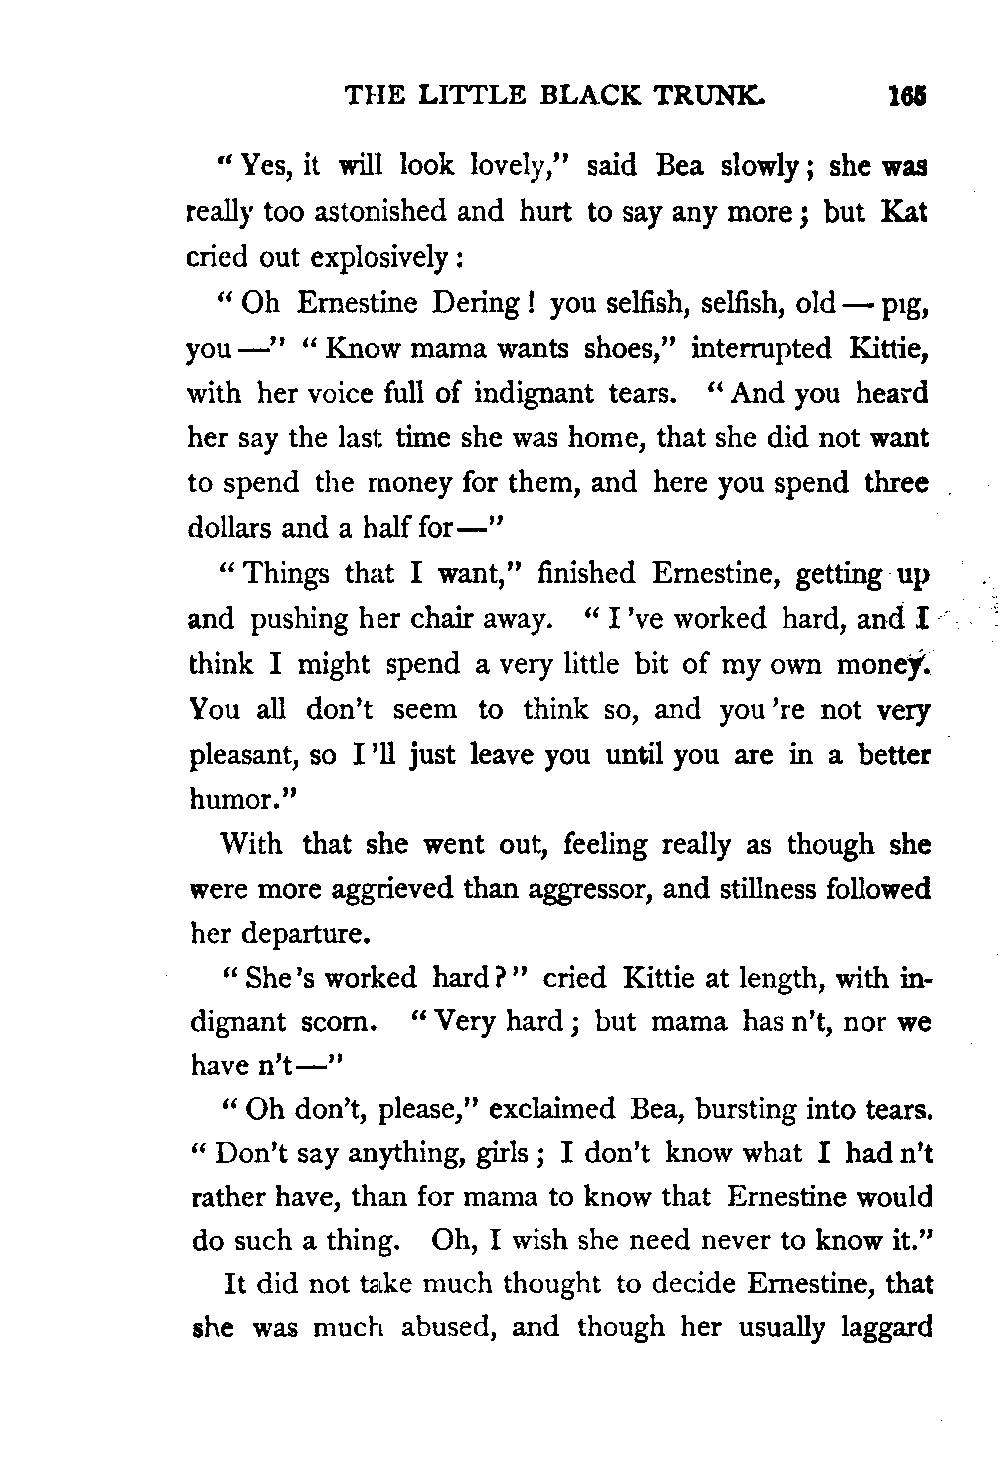 THE LITTLE BLACK TRUNK. 165
" Yes, it will look lovely," said Bea slowly ; she was
really too astonished and hurt to say any more ; but Kat
cried out explosively :
" Oh Ernestine Dering ! you selfish, selfish, old — pig,
you —" " Know mama wants shoes," interrupted Kittie,
with her voice full of indignant tears. " And you heard
her say the last time she was home, that she did not want
to spend the money for them, and here you spend three
dollars and a half for—"
" Things that I want," finished Ernestine, getting up
and pushing her chair away. " I 've worked hard, and I
think I might spend a very little bit of my own money.
You all don't seem to think so, and you 're not very
pleasant, so I 'll just leave you until you are in a better
humor."
With that she went out, feeling really as though she
were more aggrieved than aggressor, and stillness followed
her departure.
" She 's worked hard ? " cried Kittie at length, with in-
dignant scorn. " Very hard ; but mama has n't, nor we
have n't—"
" Oh don't, please," exclaimed Bea, bursting into tears.
" Don't say anything, girls ; I don't know what I had n't
rather have, than for mama to know that Ernestine would
do such a thing. Oh, I wish she need never to know it."
It did not take much thought to decide Ernestine, that
she was much abused, and though her usually laggard